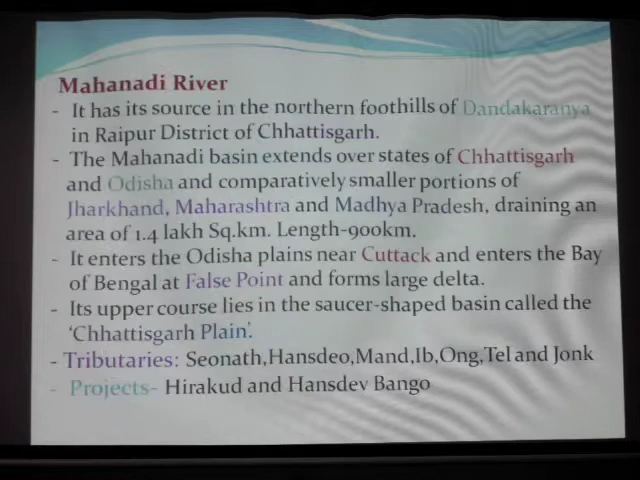 Mahanadi River
- It has its source in the northern foothills of Dandakaranya
in Raipur District of Chhattisgarh.
- The Mahanadi basin extends over states of Chhattisgarh
and Odisha and comparatively smaller portions of
Jharkhand, Maharashtra and Madhya Pradesh, draining an
area of 1.4 lakh Sq.km. Length-900km.
- It enters the Odisha plains near Cuttack and enters the Bay
of Bengal at False Point and forms large delta.
- Its upper course lies in the saucer-shaped basin called the
'Chhattisgarh Plain'.
- Tributaries: Seonath,Hansdeo,Mand,Ib,Ong,Tel and Jonk
- Projects- Hirakud and Hansdev Bango